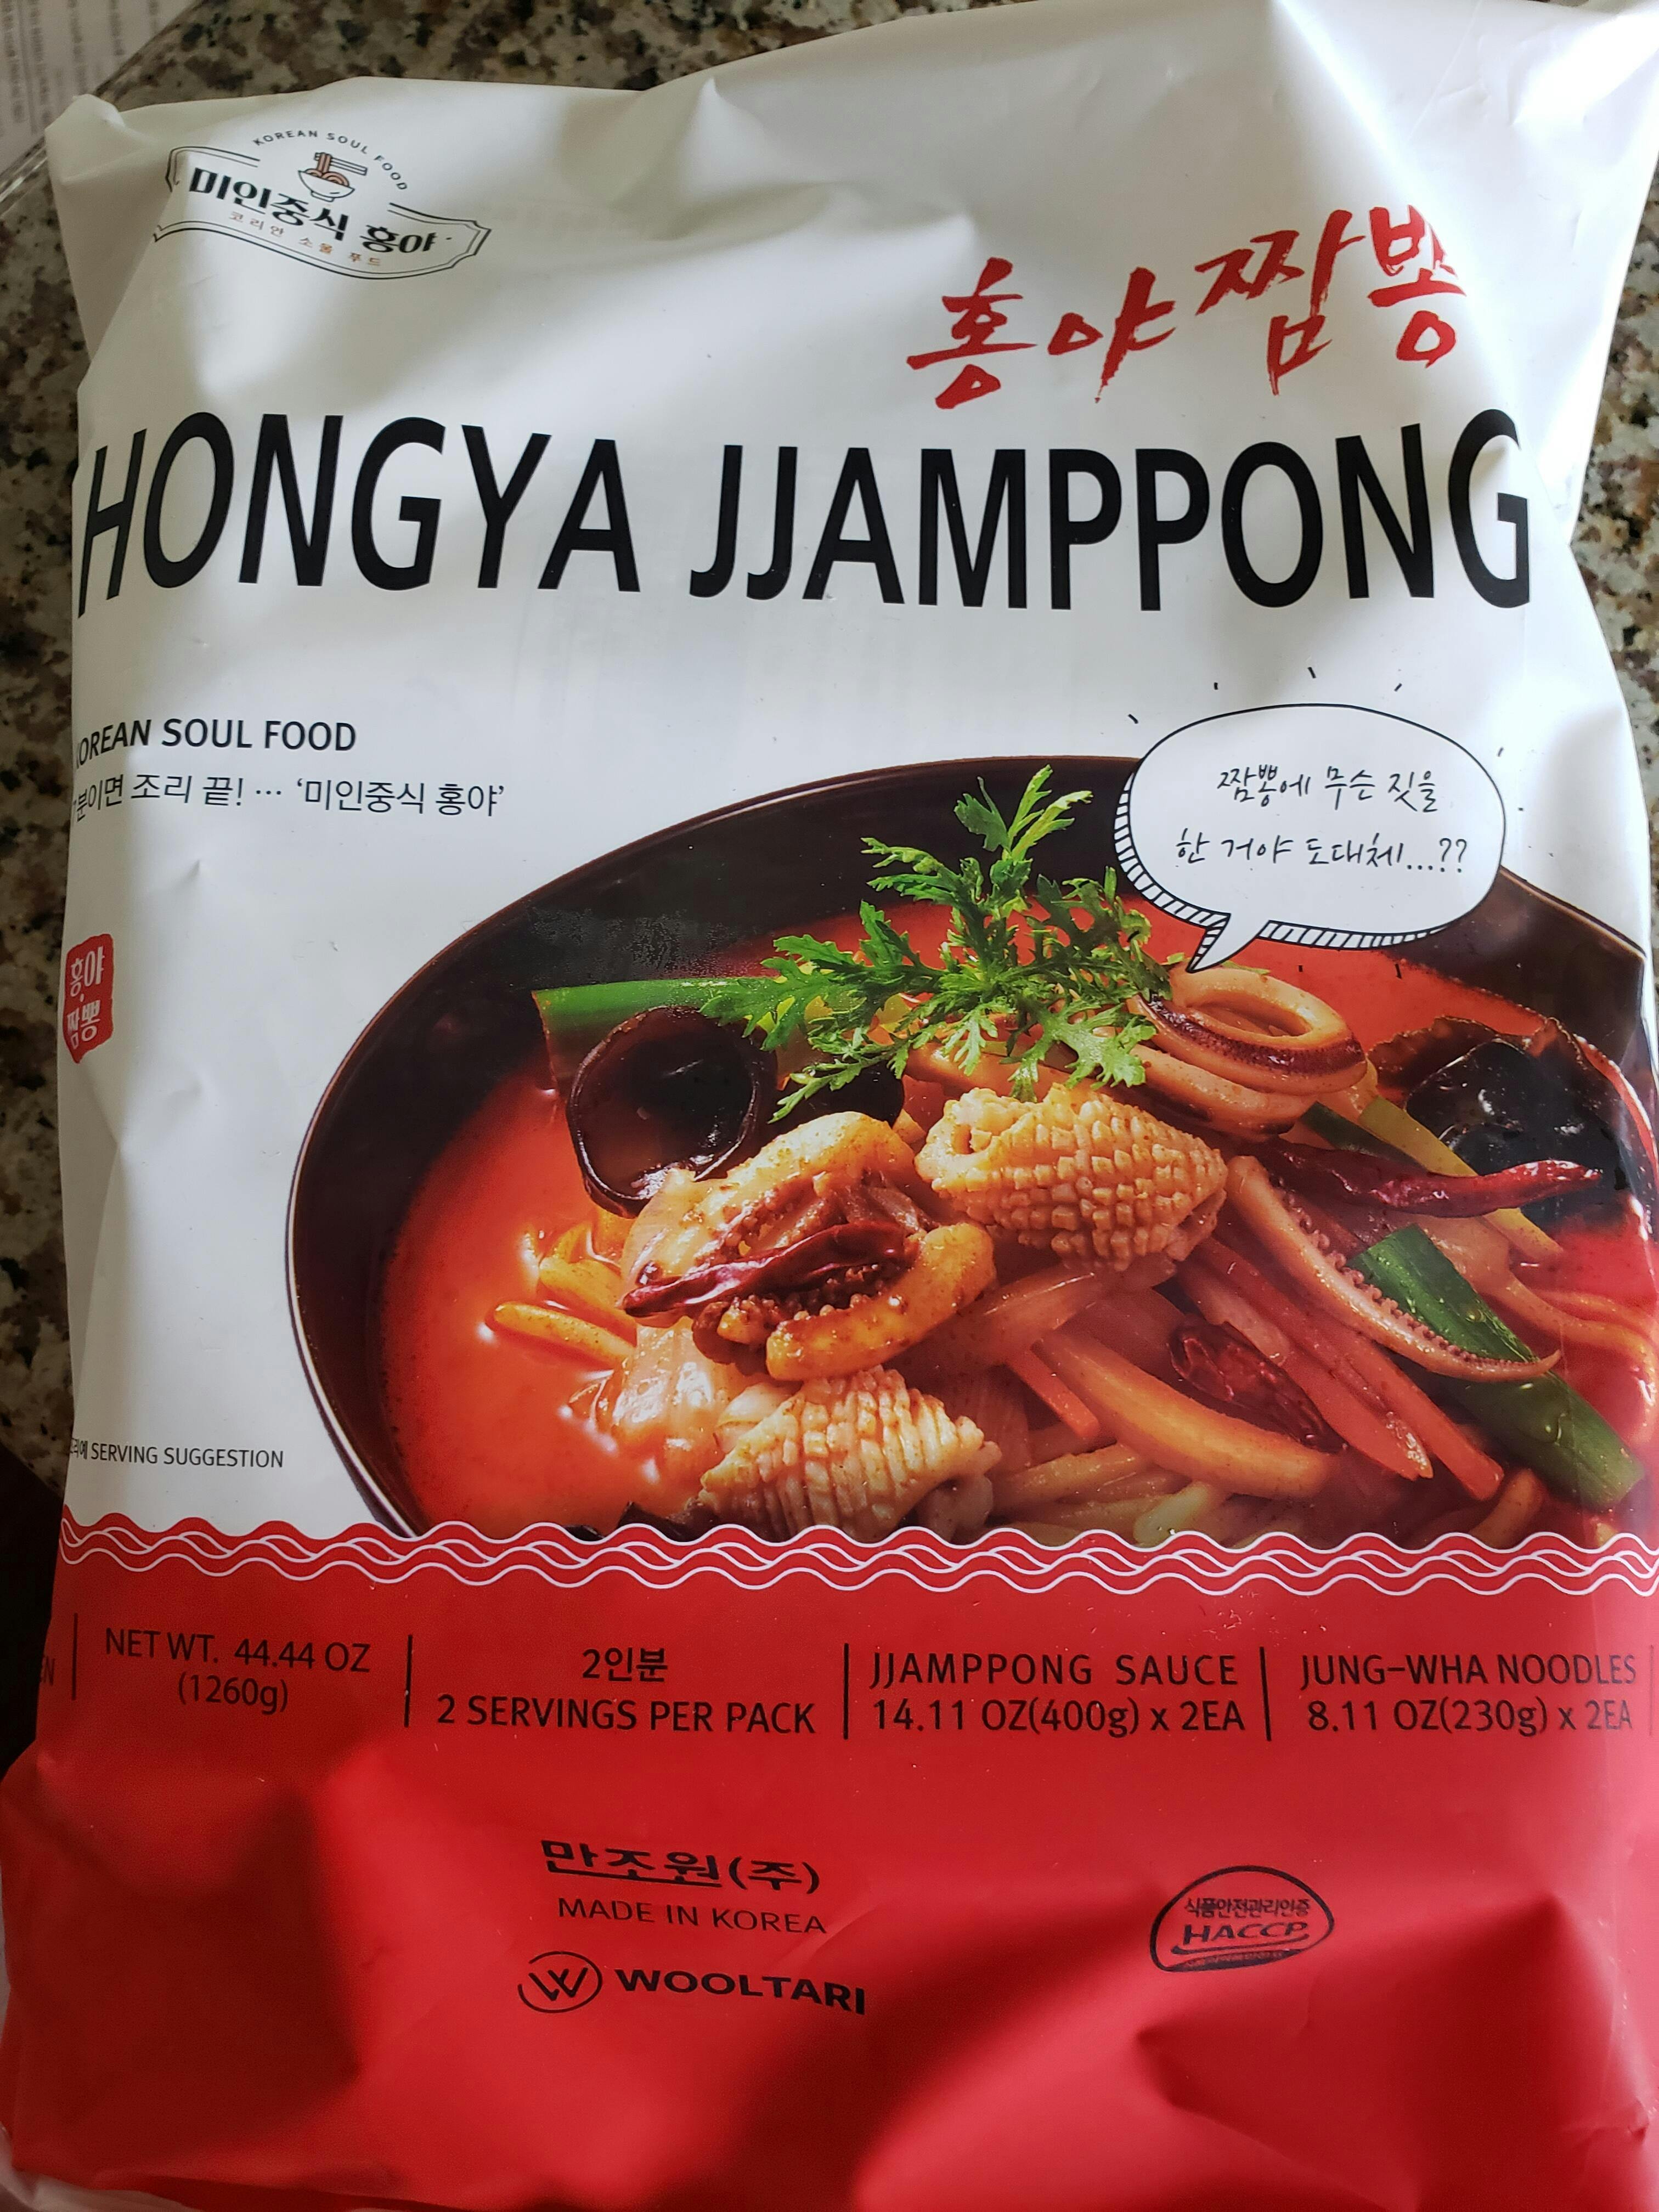 KOREAN SOUL FOOD
미인중식 홍야
코리안 소울 푸드
홍야짬뽕
HONGYA JJAMPPONG
OREAN SOUL FOOD
분이면 조리 끝! ··· ‘미인중식 홍야’
짬뽕에 무슨 짓을
한 거야 도대체...??
홍야
짬뽕
SERVING SUGGESTION
NET WT. 44.44 OZ
(1260g)
2인분
2 SERVINGS PER PACK
JJAMPPONG SAUCE
14.11 OZ(400g) x 2EA
JUNG-WHA NOODLES
8.11 OZ(230g) x 2EA
만조원(주)
MADE IN KOREA
W WOOLTARI
식품안전관리인증
HACCP